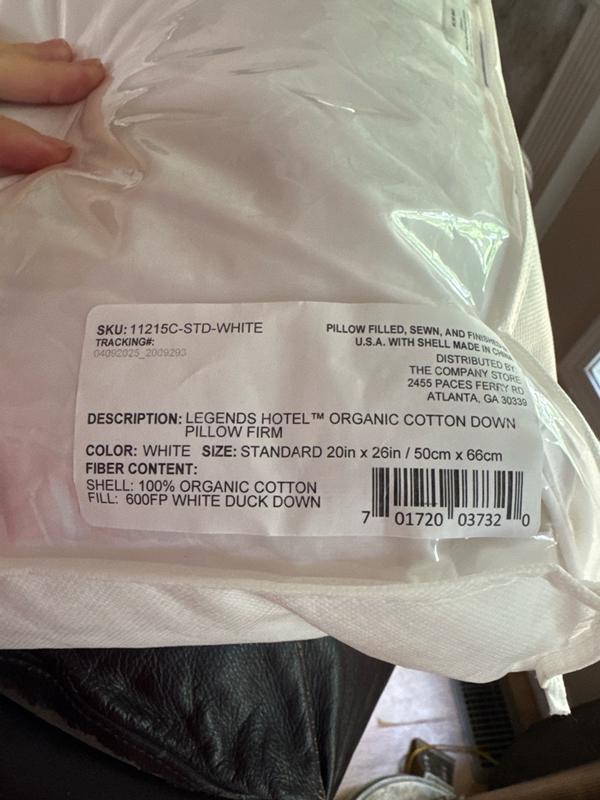 SKU: 11215C-STD-WHITE
TRACKING#:
04092025_2009293
PILLOW FILLED, SEWN, AND FINISHED
U.S.A. WITH SHELL MADE IN CHINA
DISTRIBUTED BY
THE COMPANY STORE
2455 PACES FERRY RD
ATLANTA, GA 30339
DESCRIPTION: LEGENDS HOTEL™ ORGANIC COTTON DOWN
PILLOW FIRM
COLOR: WHITE SIZE: STANDARD 20in x 26in / 50cm x 66cm
FIBER CONTENT:
SHELL: 100% ORGANIC COTTON
FILL: 600FP WHITE DUCK DOWN
7 01720 03732 0